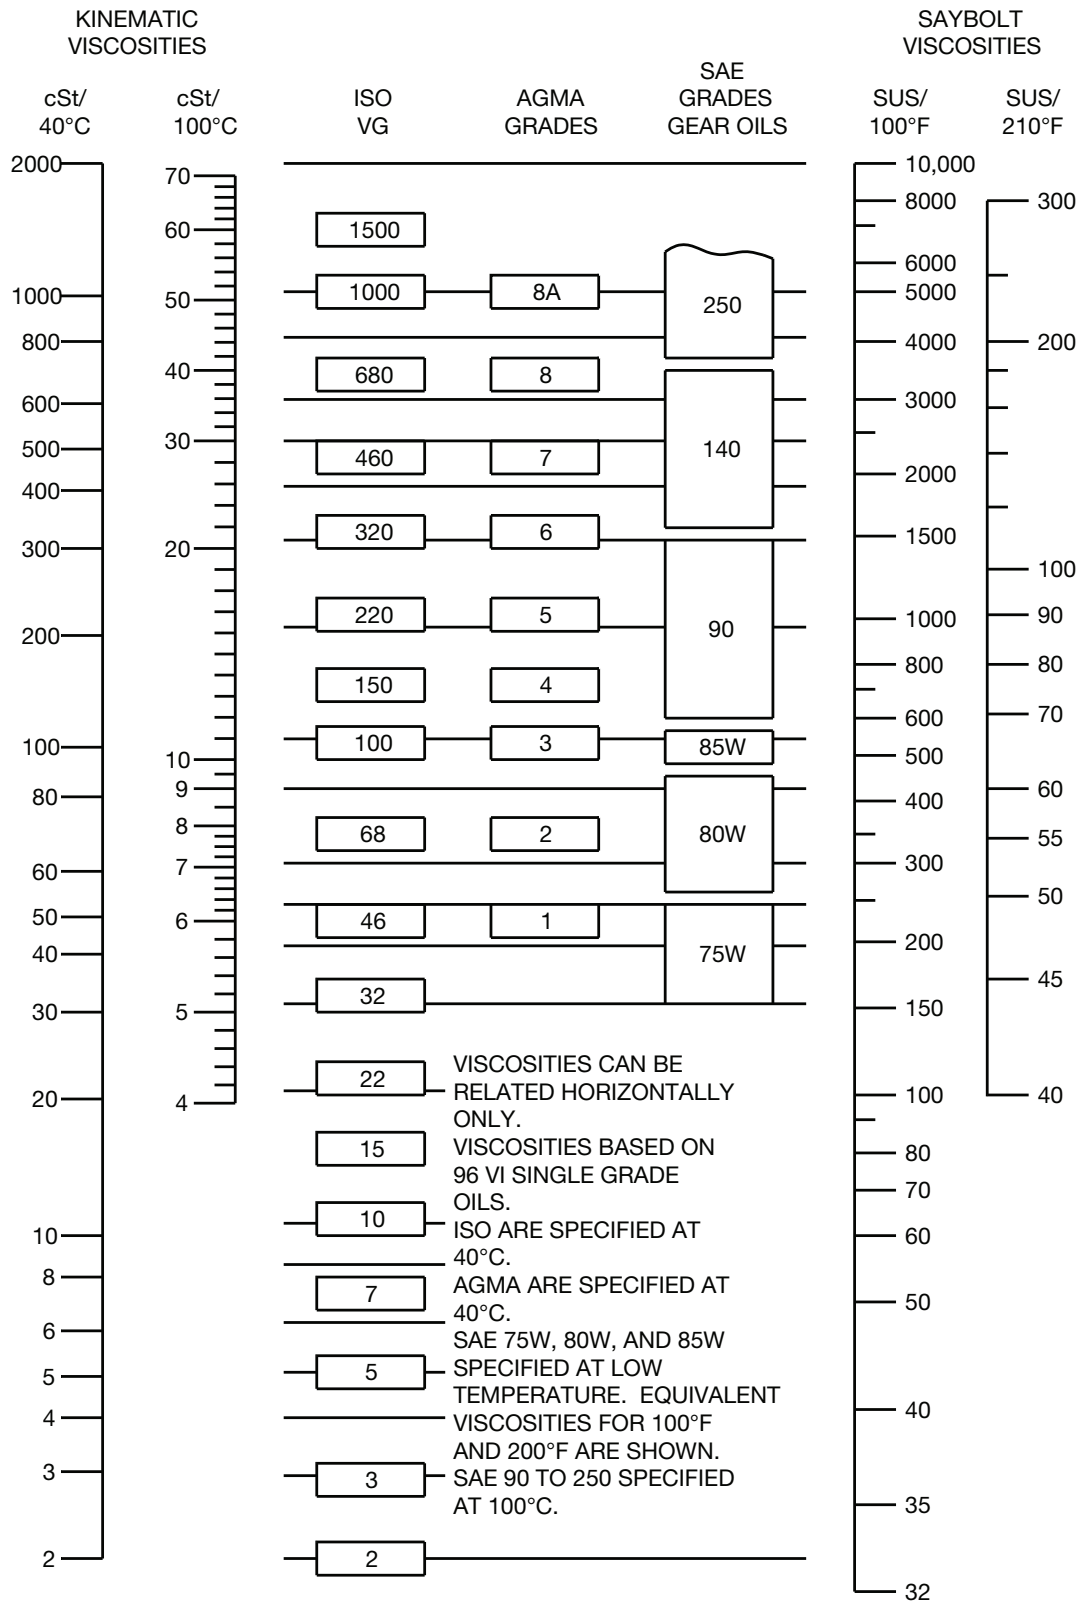 KINEMATIC
VISCOSITIES
SAYBOLT
VISCOSITIES
cSt/
40°C
cSt/
100°C
ISO
VG
AGMA
GRADES
SAE
GRADES
GEAR OILS
SUS/
100°F
SUS/
210°F
2000
1000
800
600
500
400
300
200
100
80
60
50
40
30
20
10
8
6
5
4
3
2
70
60
50
40
30
20
10
9
8
7
6
5
4
1500
1000
680
460
320
220
150
100
68
46
32
22
15
10
7
5
3
2
8A
8
7
6
5
4
3
2
1
250
140
90
85W
80W
75W
VISCOSITIES CAN BE
RELATED HORIZONTALLY
ONLY.
VISCOSITIES BASED ON
96 VI SINGLE GRADE
OILS.
ISO ARE SPECIFIED AT
40°C.
AGMA ARE SPECIFIED AT
40°C.
SAE 75W, 80W, AND 85W
SPECIFIED AT LOW
TEMPERATURE. EQUIVALENT
VISCOSITIES FOR 100°F
AND 200°F ARE SHOWN.
SAE 90 TO 250 SPECIFIED
AT 100°C.
10,000
8000
6000
5000
4000
3000
2000
1500
1000
800
600
500
400
300
200
150
100
80
70
60
50
40
35
32
300
200
100
90
80
70
60
55
50
45
40